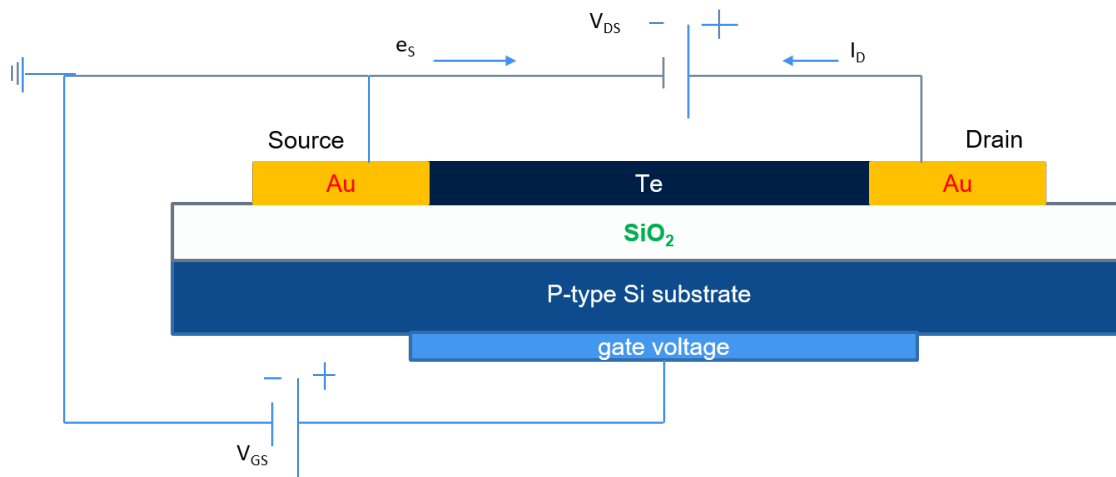 V_DS - +
e_S
I_D
Source
Drain
Au
Te
Au
SiO₂
P-type Si substrate
gate voltage
- +
V_GS